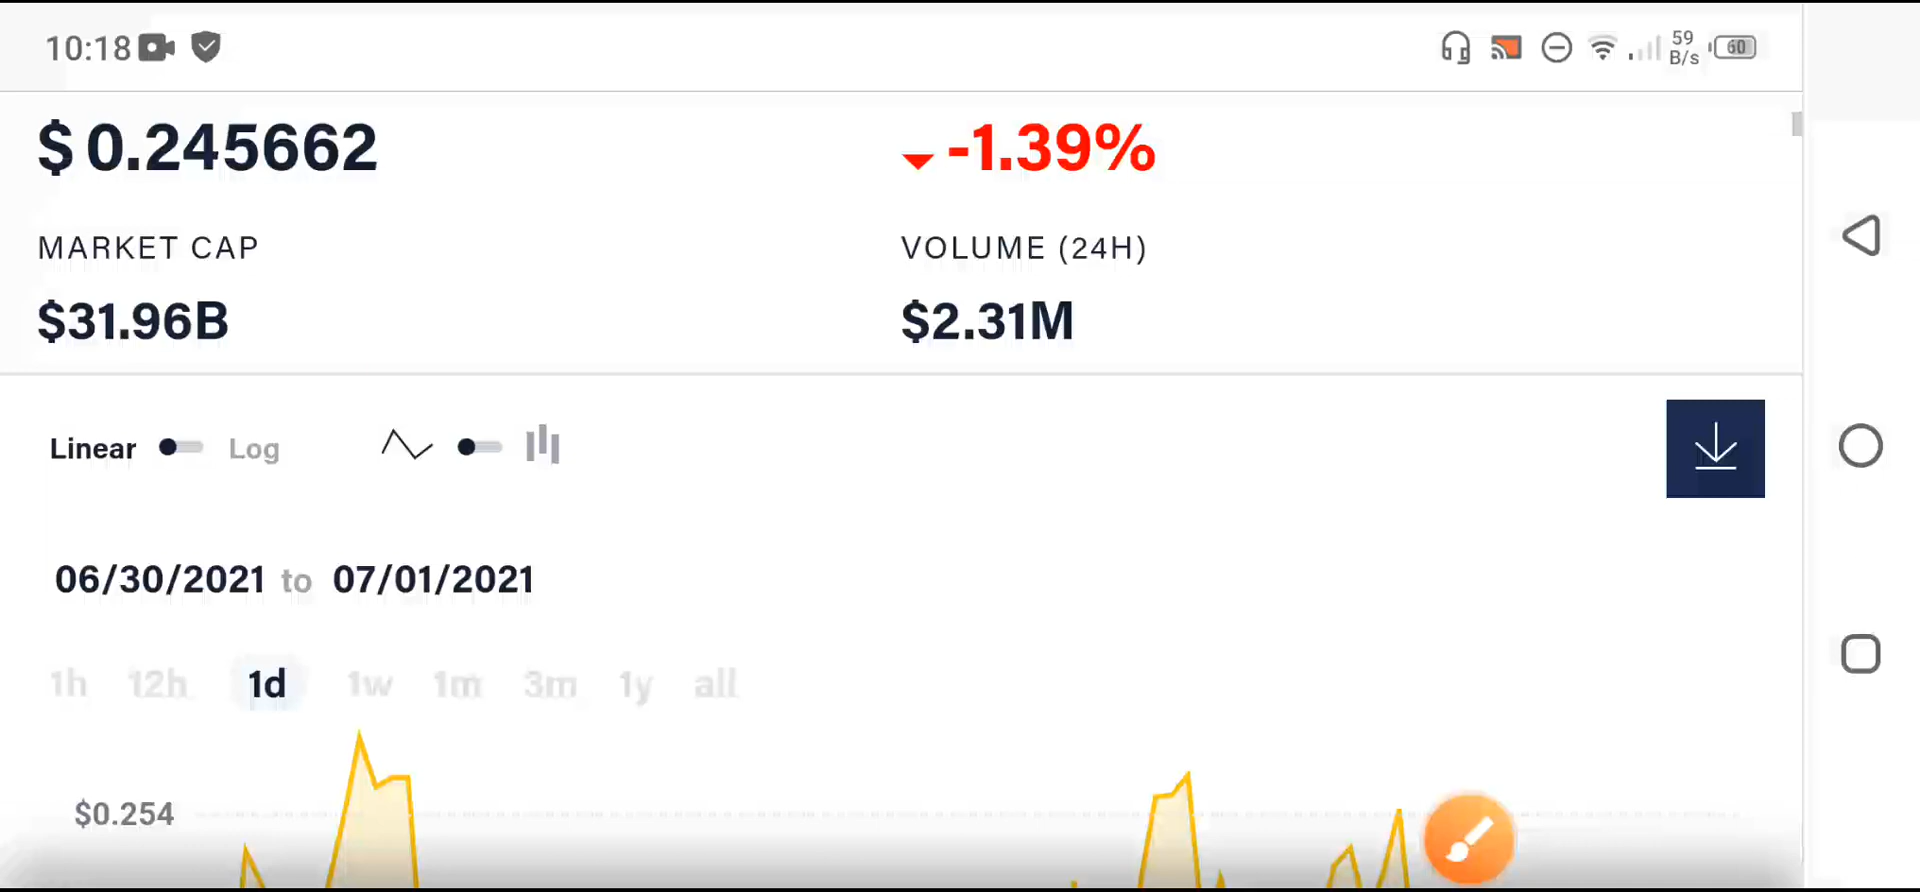 10:18
59
B/s
60
$ 0.245662
-1.39%
MARKET CAP
VOLUME (24H)
$31.96B
$2.31M
Linear
Log
06/30/2021 to 07/01/2021
1h 12h 1d 1w 1m 3m 1y all
$0.254